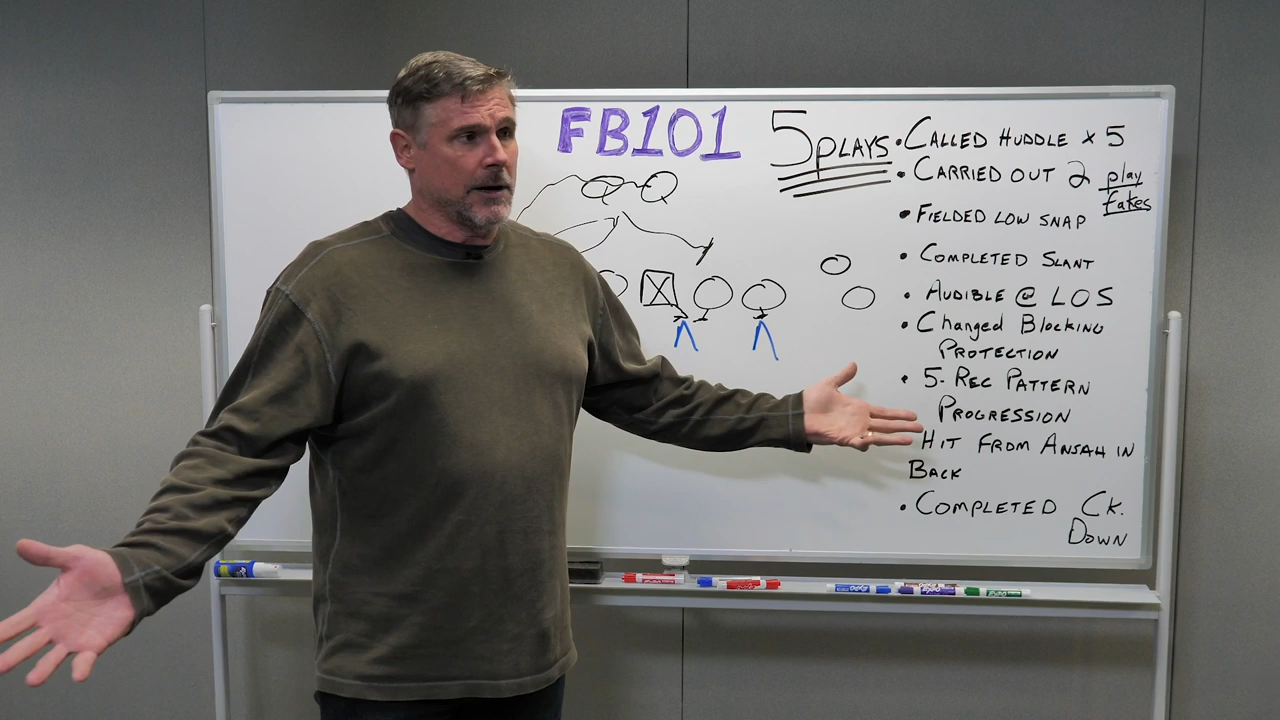 FB101
5 PLAYS
• CALLED HUDDLE x 5
• CARRIED OUT 2 play
fakes
• FIELDED LOW SNAP
• COMPLETED SLANT
• AUDIBLE @ LOS
• Changed Blocking
PROTECTION
• 5-REC PATTERN
PROGRESSION
HIT FROM ANSAH IN
BACK
• COMPLETED CK.
DOWN
EXPO